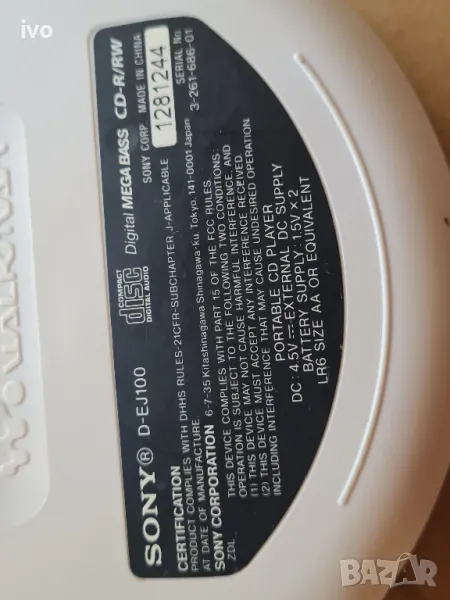 ivo
WALKMAN
SONY® D-EJ100
COMPACT
disc
DIGITAL AUDIO
Digital MEGA BASS CD-R/RW
CERTIFICATION
PRODUCT COMPLIES WITH DHHS RULES-21CFR-SUBCHAPTER J-APPLICABLE
AT DATE OF MANUFACTURE.
SONY CORP. MADE IN CHINA
1281244
SERIAL No.
3-261-686-01
SONY CORPORATION 6-7-35 Kitashinagawa Shinagawa-ku, Tokyo, 141-0001 Japan
ZDL
THIS DEVICE COMPLIES WITH PART 15 OF THE FCC RULES.
OPERATION IS SUBJECT TO THE FOLLOWING TWO CONDITIONS:
(1) THIS DEVICE MAY NOT CAUSE HARMFUL INTERFERENCE, AND
(2) THIS DEVICE MUST ACCEPT ANY INTERFERENCE RECEIVED,
INCLUDING INTERFERENCE THAT MAY CAUSE UNDESIRED OPERATION.
PORTABLE CD PLAYER
DC: 4.5V ⎓ EXTERNAL DC SUPPLY
BATTERY SUPPLY: 1.5V × 2
LR6 SIZE AA OR EQUIVALENT
BAZAR